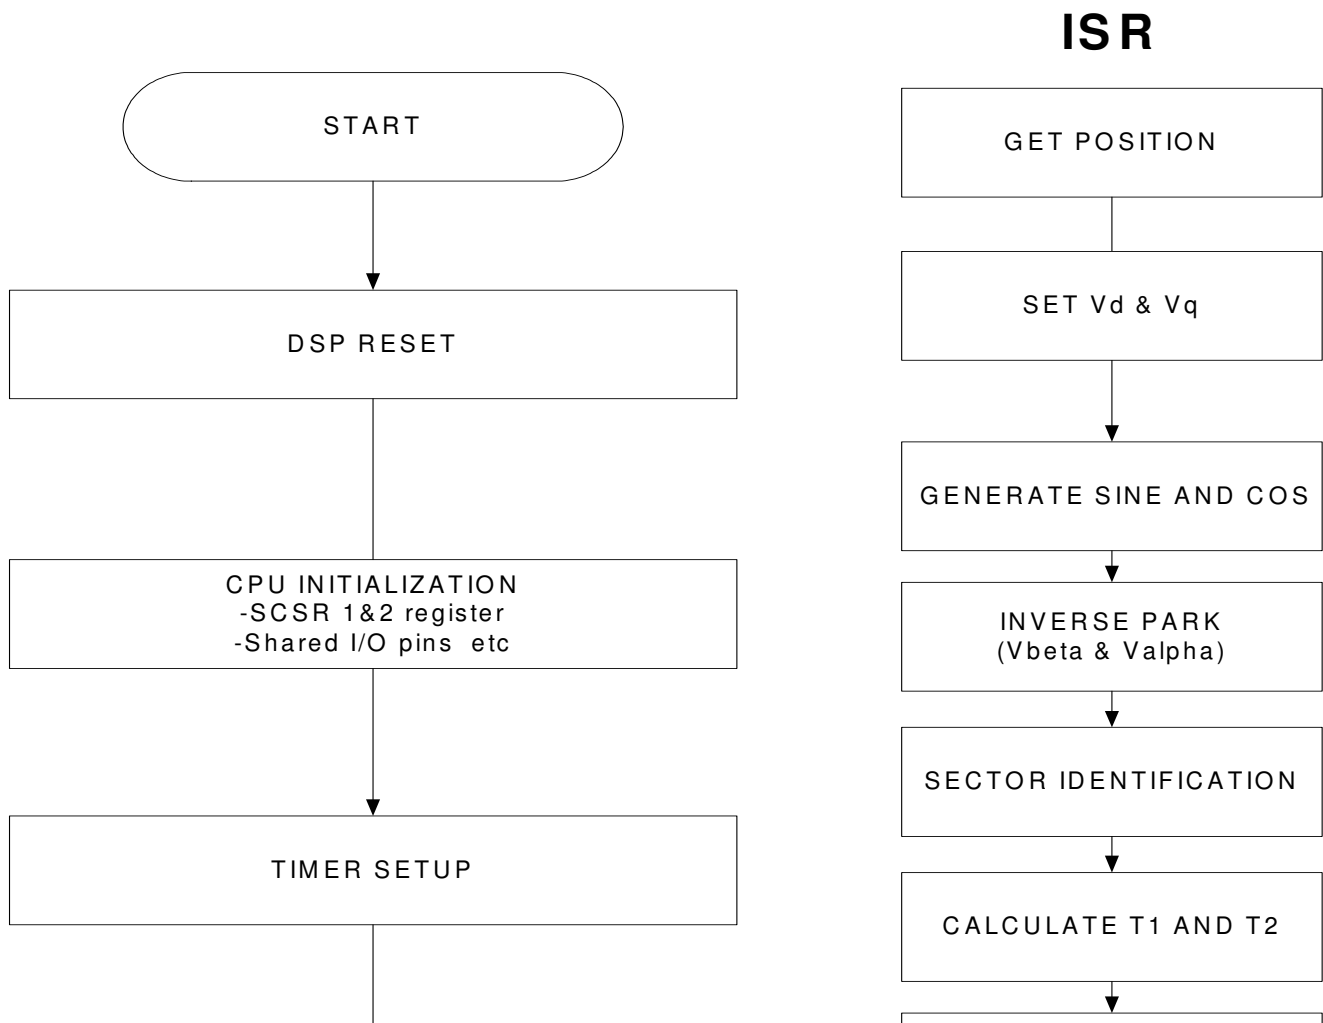 START
DSP RESET
CPU INITIALIZATION
-SCSR 1&2 register
-Shared I/O pins etc
TIMER SETUP
ISR
GET POSITION
SET Vd & Vq
GENERATE SINE AND COS
INVERSE PARK
(Vbeta & Valpha)
SECTOR IDENTIFICATION
CALCULATE T1 AND T2